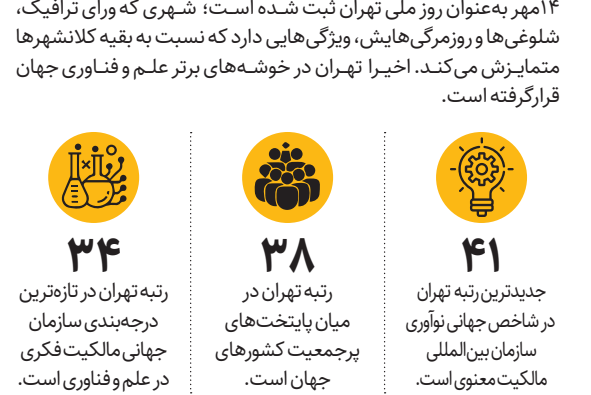 ۱۴مهر به‌عنوان روز ملی تهران ثبت شده است؛ شهری که ورای ترافیک،
شلوغی‌ها و روزمرگی‌هایش، ویژگی‌هایی دارد که نسبت به بقیه کلانشهرها
متمایزش می‌کند. اخیرا تهران در خوشه‌های برتر علم و فناوری جهان
قرارگرفته است.
۴۱
جدیدترین رتبه تهران
در شاخص جهانی نوآوری
سازمان بین‌المللی
مالکیت معنوی است.
۳۸
رتبه تهران در
میان پایتخت‌های
پرجمعیت کشورهای
جهان است.
۳۴
رتبه تهران در تازه‌ترین
درجه‌بندی سازمان
جهانی مالکیت فکری
در علم و فناوری است.